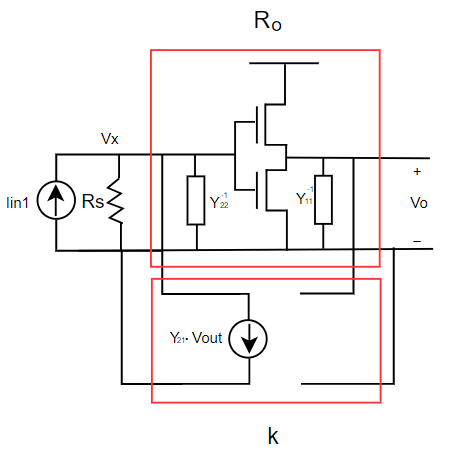 Ro
Vx
Iin1
Rs
Y22-1
Y11-1
+
Vo
−
Y21· Vout
k